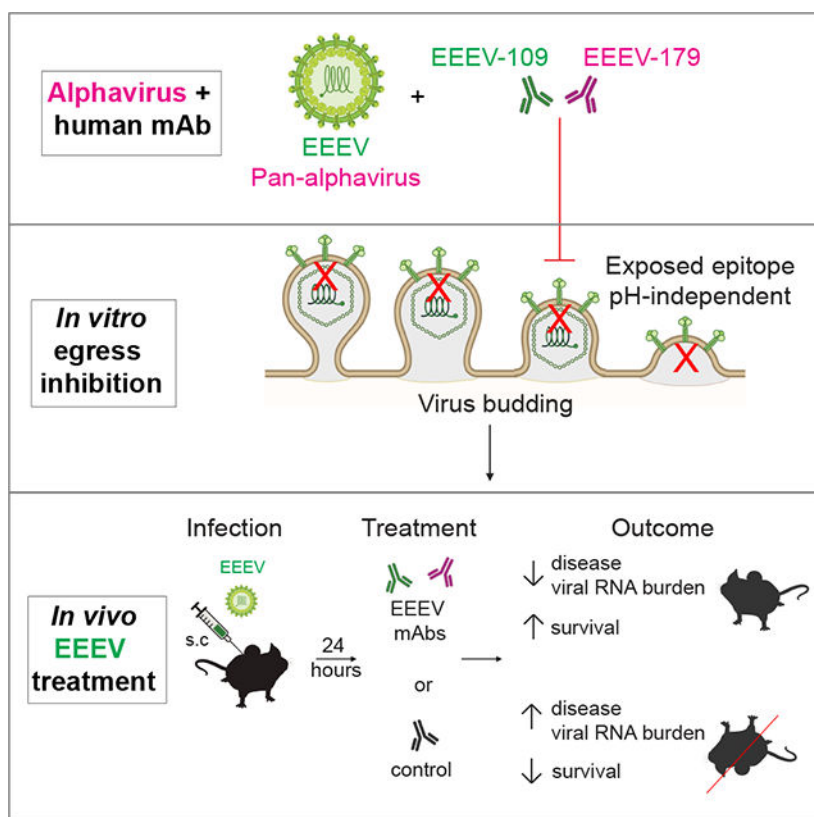 Alphavirus +
human mAb
EEEV-109 EEEV-179
+
EEEV
Pan-alphavirus
In vitro
egress
inhibition
Exposed epitope
pH-independent
X X X X
Virus budding
In vivo
EEEV
treatment
Infection Treatment Outcome
EEEV
s.c
24
hours
EEEV
mAbs
or
control
↓ disease
viral RNA burden
↑ survival
↑ disease
viral RNA burden
↓ survival